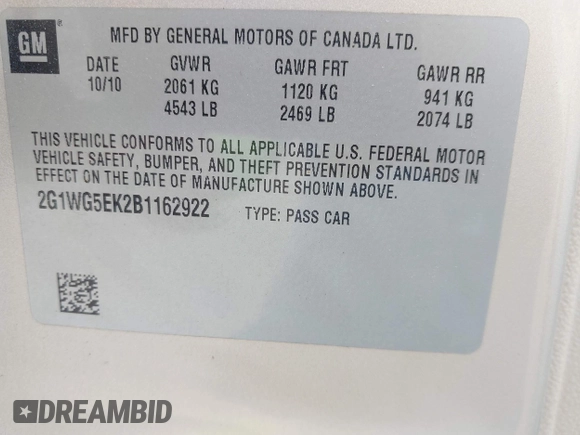 GM
MFD BY GENERAL MOTORS OF CANADA LTD.
DATE GVWR GAWR FRT GAWR RR
10/10 2061 KG 1120 KG 941 KG
4543 LB 2469 LB 2074 LB
THIS VEHICLE CONFORMS TO ALL APPLICABLE U.S. FEDERAL MOTOR
VEHICLE SAFETY, BUMPER, AND THEFT PREVENTION STANDARDS IN
EFFECT ON THE DATE OF MANUFACTURE SHOWN ABOVE.
2G1WG5EK2B1162922 TYPE: PASS CAR
DREAMBID